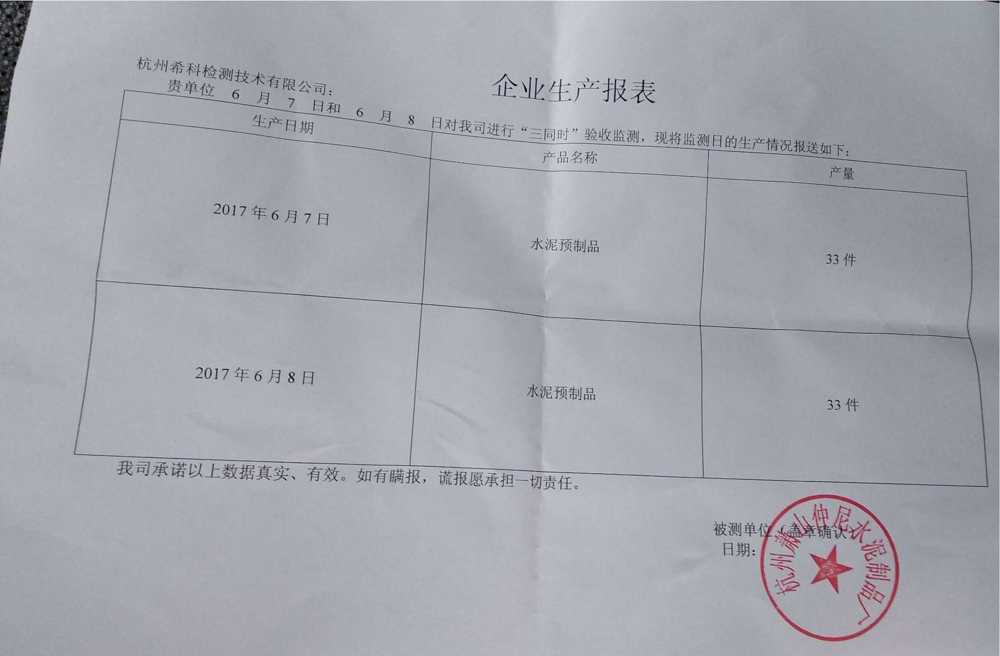 企业生产报表
杭州希科检测技术有限公司：
贵单位 6 月 7 日和 6 月 8 日对我司进行“三同时”验收监测，现将监测日的生产情况报送如下：
生产日期 产品名称 产量
2017 年 6 月 7 日 水泥预制品 33 件
2017 年 6 月 8 日 水泥预制品 33 件
我司承诺以上数据真实、有效。如有瞒报，谎报愿承担一切责任。
被测单位（盖章确认）
日期：
杭州萧山仲尼水泥制品厂